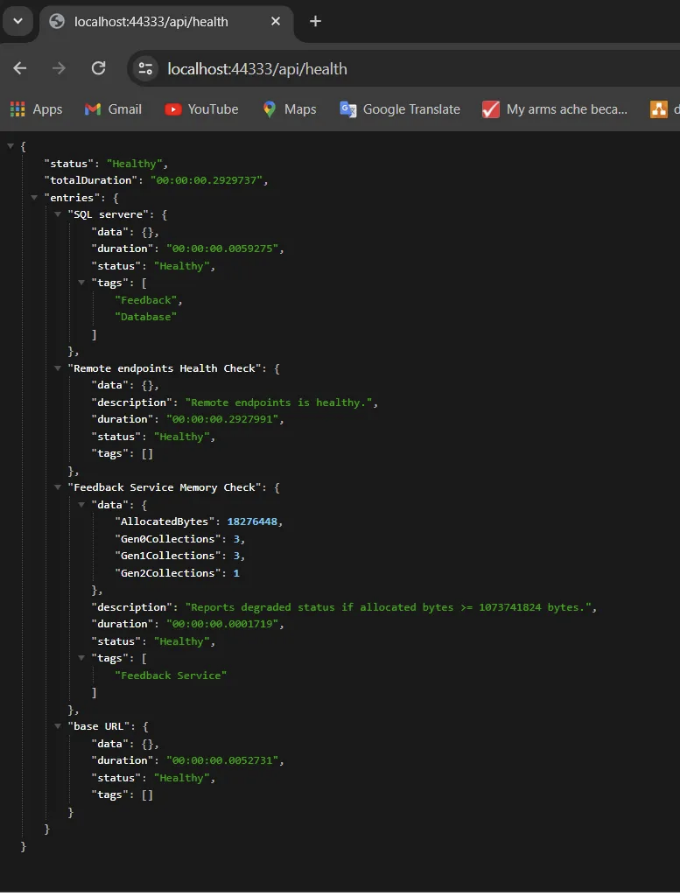 localhost:44333/api/health
localhost:44333/api/health
Apps Gmail YouTube Maps Google Translate My arms ache beca... d
{
"status": "Healthy",
"totalDuration": "00:00:00.2929737",
"entries": {
"SQL servere": {
"data": {},
"duration": "00:00:00.0059275",
"status": "Healthy",
"tags": [
"Feedback",
"Database"
]
},
"Remote endpoints Health Check": {
"data": {},
"description": "Remote endpoints is healthy.",
"duration": "00:00:00.2927991",
"status": "Healthy",
"tags": []
},
"Feedback Service Memory Check": {
"data": {
"AllocatedBytes": 18276448,
"Gen0Collections": 3,
"Gen1Collections": 3,
"Gen2Collections": 1
},
"description": "Reports degraded status if allocated bytes >= 1073741824 bytes.",
"duration": "00:00:00.0001719",
"status": "Healthy",
"tags": [
"Feedback Service"
]
},
"base URL": {
"data": {},
"duration": "00:00:00.0052731",
"status": "Healthy",
"tags": []
}
}
}